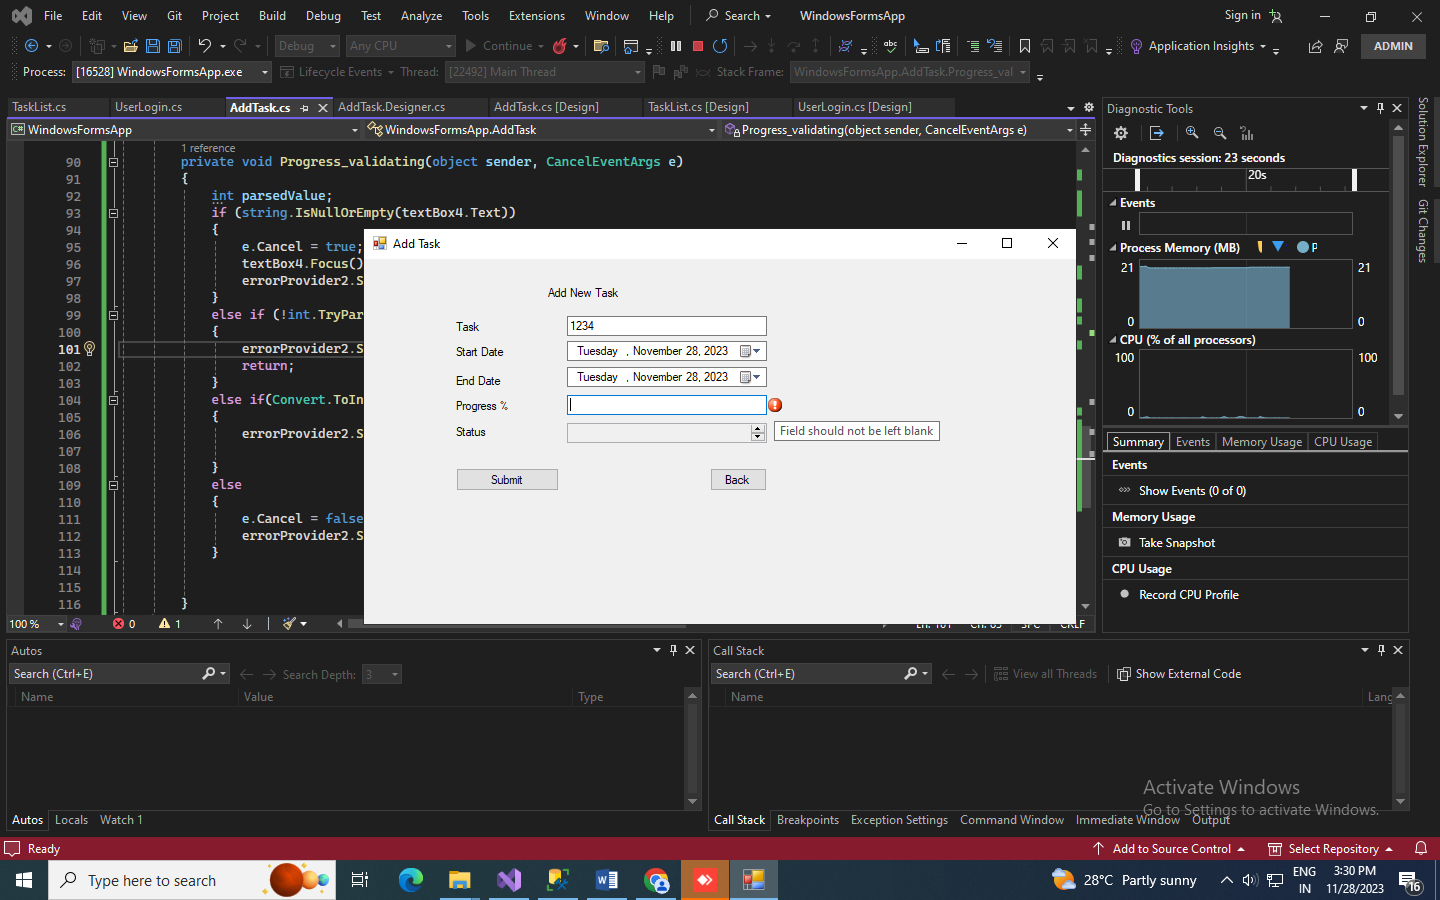 File Edit View Git Project Build Debug Test Analyze Tools Extensions Window Help Search WindowsFormsApp Sign in
Debug Any CPU Continue Application Insights ADMIN
Process: [16528] WindowsFormsApp.exe Lifecycle Events Thread: [22492] Main Thread Stack Frame: WindowsFormsApp.AddTask.Progress_val
TaskList.cs UserLogin.cs AddTask.cs AddTask.Designer.cs AddTask.cs [Design] TaskList.cs [Design] UserLogin.cs [Design]
C# WindowsFormsApp WindowsFormsApp.AddTask Progress_validating(object sender, CancelEventArgs e)
1 reference
90 private void Progress_validating(object sender, CancelEventArgs e)
91 {
92 int parsedValue;
93 if (string.IsNullOrEmpty(textBox4.Text))
94 {
95 e.Cancel = true;
96 textBox4.Focus()
97 errorProvider2.S
98 }
99 else if (!int.TryPar
100 {
101 errorProvider2.S
102 return;
103 }
104 else if(Convert.ToIn
105 {
106 errorProvider2.S
107
108 }
109 else
110 {
111 e.Cancel = false
112 errorProvider2.S
113 }
114
115
116 }
100 % 0 1 Ln: 101 Ch: 85 SPC CRLF
Add Task
Add New Task
Task 1234
Start Date Tuesday , November 28, 2023
End Date Tuesday , November 28, 2023
Progress %
Status
Field should not be left blank
Submit Back
Diagnostic Tools
Diagnostics session: 23 seconds
20s
Events
Process Memory (MB) P
21 21
0 0
CPU (% of all processors)
100 100
0 0
Summary Events Memory Usage CPU Usage
Events
Show Events (0 of 0)
Memory Usage
Take Snapshot
CPU Usage
Record CPU Profile
Solution Explorer
Git Changes
Autos
Search (Ctrl+E) Search Depth: 3
Name Value Type
Autos Locals Watch 1
Call Stack
Search (Ctrl+E) View all Threads Show External Code
Name Lang
Activate Windows
Go to Settings to activate Windows.
Call Stack Breakpoints Exception Settings Command Window Immediate Window Output
Ready Add to Source Control Select Repository
Type here to search 28°C Partly sunny ENG IN 3:30 PM 11/28/2023 16